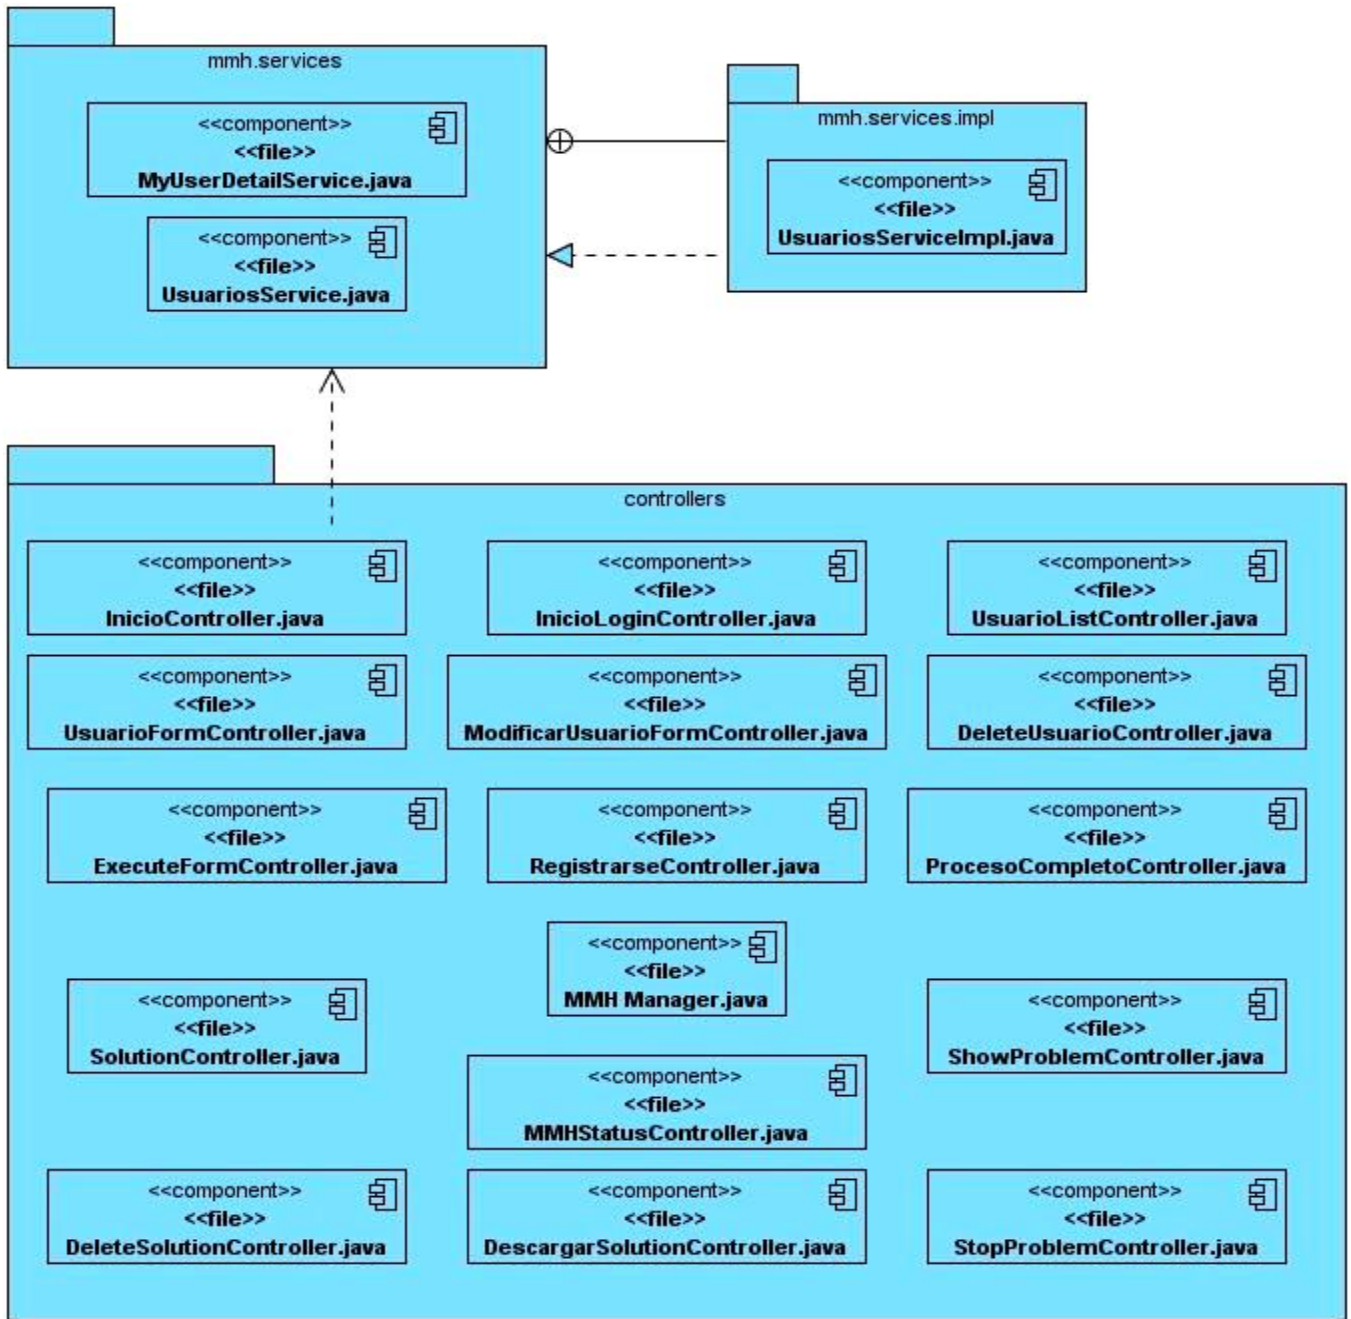 mmh.services
<<component>>
<<file>>
MyUserDetailService.java
<<component>>
<<file>>
UsuariosService.java
mmh.services.impl
<<component>>
<<file>>
UsuariosServiceImpl.java
controllers
<<component>>
<<file>>
InicioController.java
<<component>>
<<file>>
InicioLoginController.java
<<component>>
<<file>>
UsuarioListController.java
<<component>>
<<file>>
UsuarioFormController.java
<<component>>
<<file>>
ModificarUsuarioFormController.java
<<component>>
<<file>>
DeleteUsuarioController.java
<<component>>
<<file>>
ExecuteFormController.java
<<component>>
<<file>>
RegistrarseController.java
<<component>>
<<file>>
ProcesoCompletoController.java
<<component>>
<<file>>
MMH Manager.java
<<component>>
<<file>>
SolutionController.java
<<component>>
<<file>>
ShowProblemController.java
<<component>>
<<file>>
MMHStatusController.java
<<component>>
<<file>>
DeleteSolutionController.java
<<component>>
<<file>>
DescargarSolutionController.java
<<component>>
<<file>>
StopProblemController.java